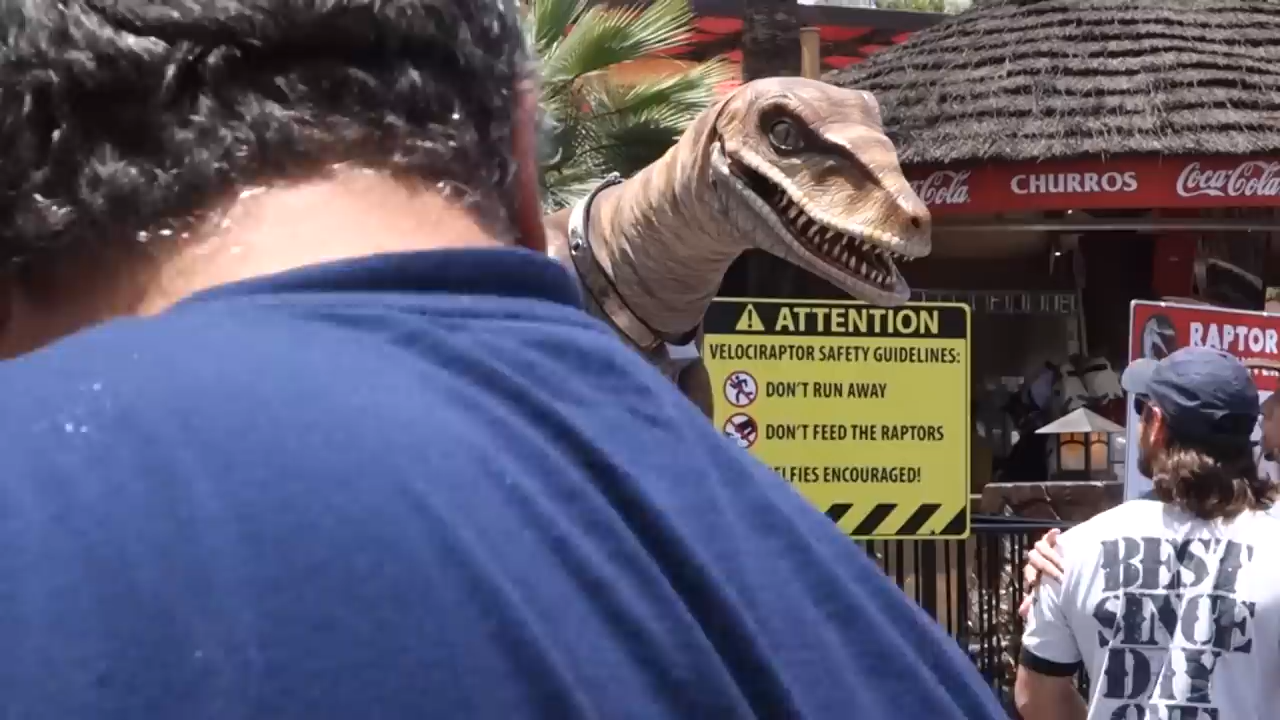 Coca-Cola
CHURROS
Coca-Cola
ATTENTION
VELOCIRAPTOR SAFETY GUIDELINES:
DON'T RUN AWAY
DON'T FEED THE RAPTORS
ELFIES ENCOURAGED!
RAPTOR
BEST
SINCE
DAY